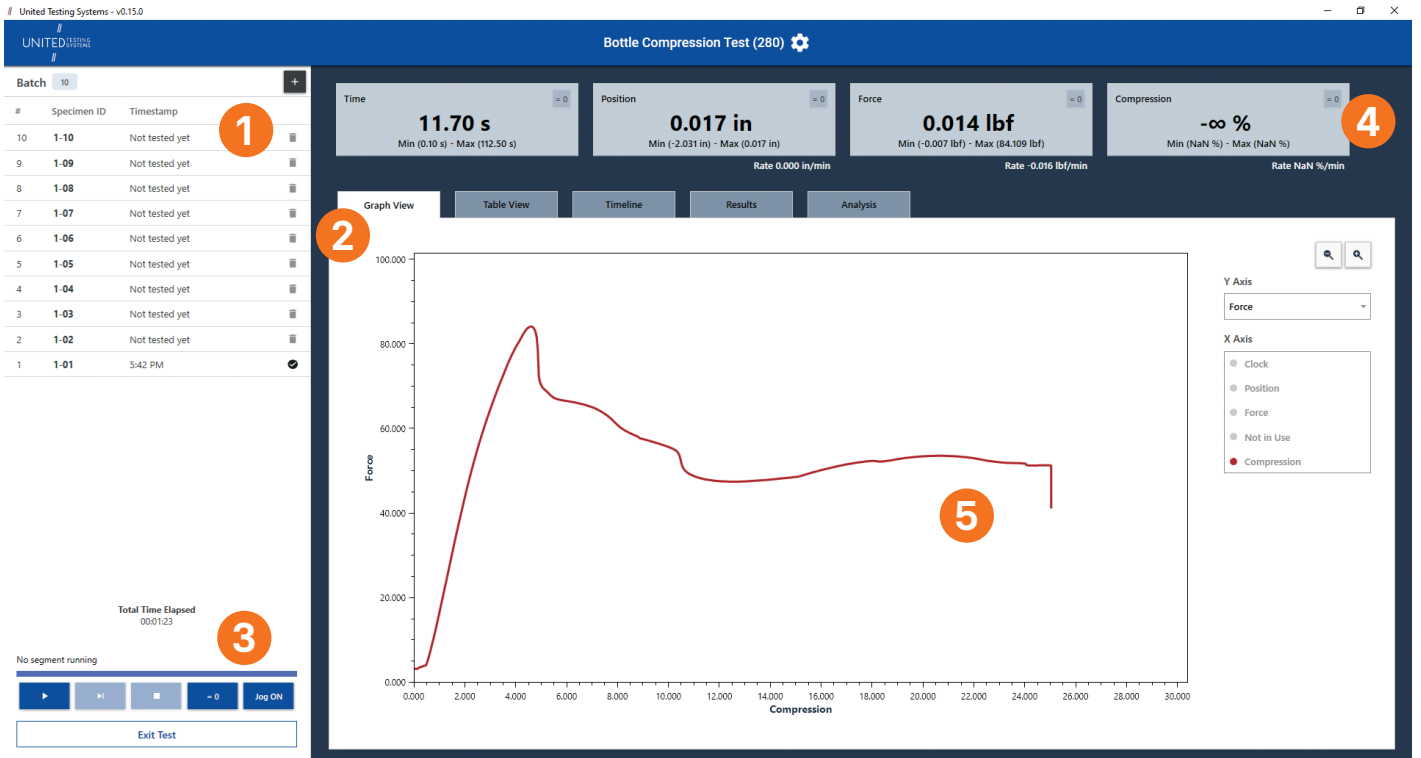 // United Testing Systems - v0.15.0
//
UNITED TESTING SYSTEMS
//
Bottle Compression Test (280)
Batch 10 +
# Specimen ID Timestamp
10 1-10 Not tested yet
9 1-09 Not tested yet
8 1-08 Not tested yet
7 1-07 Not tested yet
6 1-06 Not tested yet
5 1-05 Not tested yet
4 1-04 Not tested yet
3 1-03 Not tested yet
2 1-02 Not tested yet
1 1-01 5:42 PM
1
Total Time Elapsed
00:01:23
3
No segment running
= 0 Jog ON
Exit Test
Time = 0
11.70 s
Min (0.10 s) - Max (112.50 s)
Position = 0
0.017 in
Min (-2.031 in) - Max (0.017 in)
Rate 0.000 in/min
Force = 0
0.014 lbf
Min (-0.007 lbf) - Max (84.109 lbf)
Rate -0.016 lbf/min
Compression = 0
-∞ %
Min (NaN %) - Max (NaN %)
Rate NaN %/min
4
Graph View Table View Timeline Results Analysis
2
100.000
80.000
60.000
40.000
20.000
0.000
Force
0.000 2.000 4.000 6.000 8.000 10.000 12.000 14.000 16.000 18.000 20.000 22.000 24.000 26.000 28.000 30.000
Compression
5
Y Axis
Force
X Axis
Clock
Position
Force
Not in Use
Compression